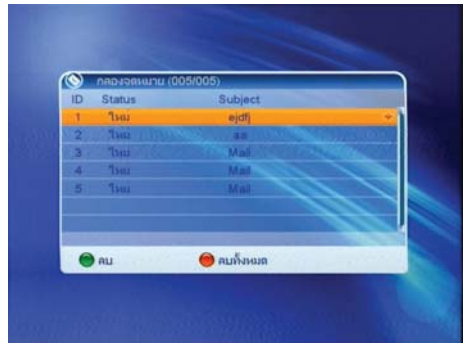 กล่องจดหมาย (005/005)
ID Status Subject
1 ใหม่ ejdfj
2 ใหม่ aa
3 ใหม่ Mail
4 ใหม่ Mail
5 ใหม่ Mail
ลบ ลบทั้งหมด